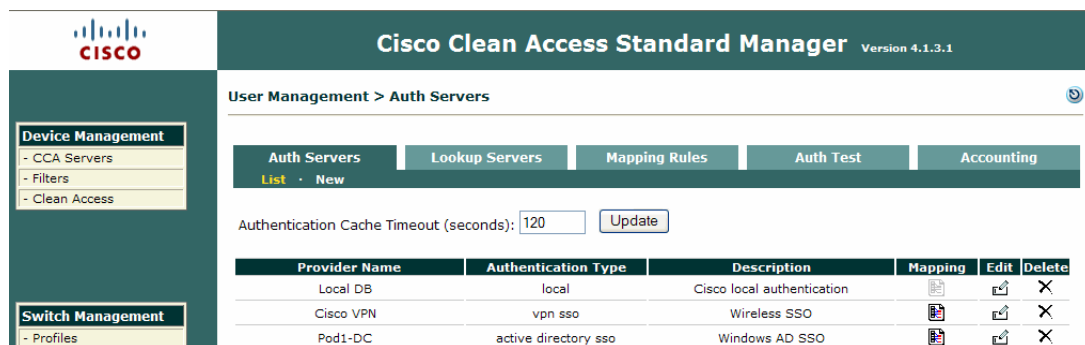 CISCO
Cisco Clean Access Standard Manager Version 4.1.3.1
User Management > Auth Servers
Device Management
- CCA Servers
- Filters
- Clean Access
Switch Management
- Profiles
Auth Servers Lookup Servers Mapping Rules Auth Test Accounting
List · New
Authentication Cache Timeout (seconds): 120 Update
Provider Name Authentication Type Description Mapping Edit Delete
Local DB local Cisco local authentication
Cisco VPN vpn sso Wireless SSO
Pod1-DC active directory sso Windows AD SSO